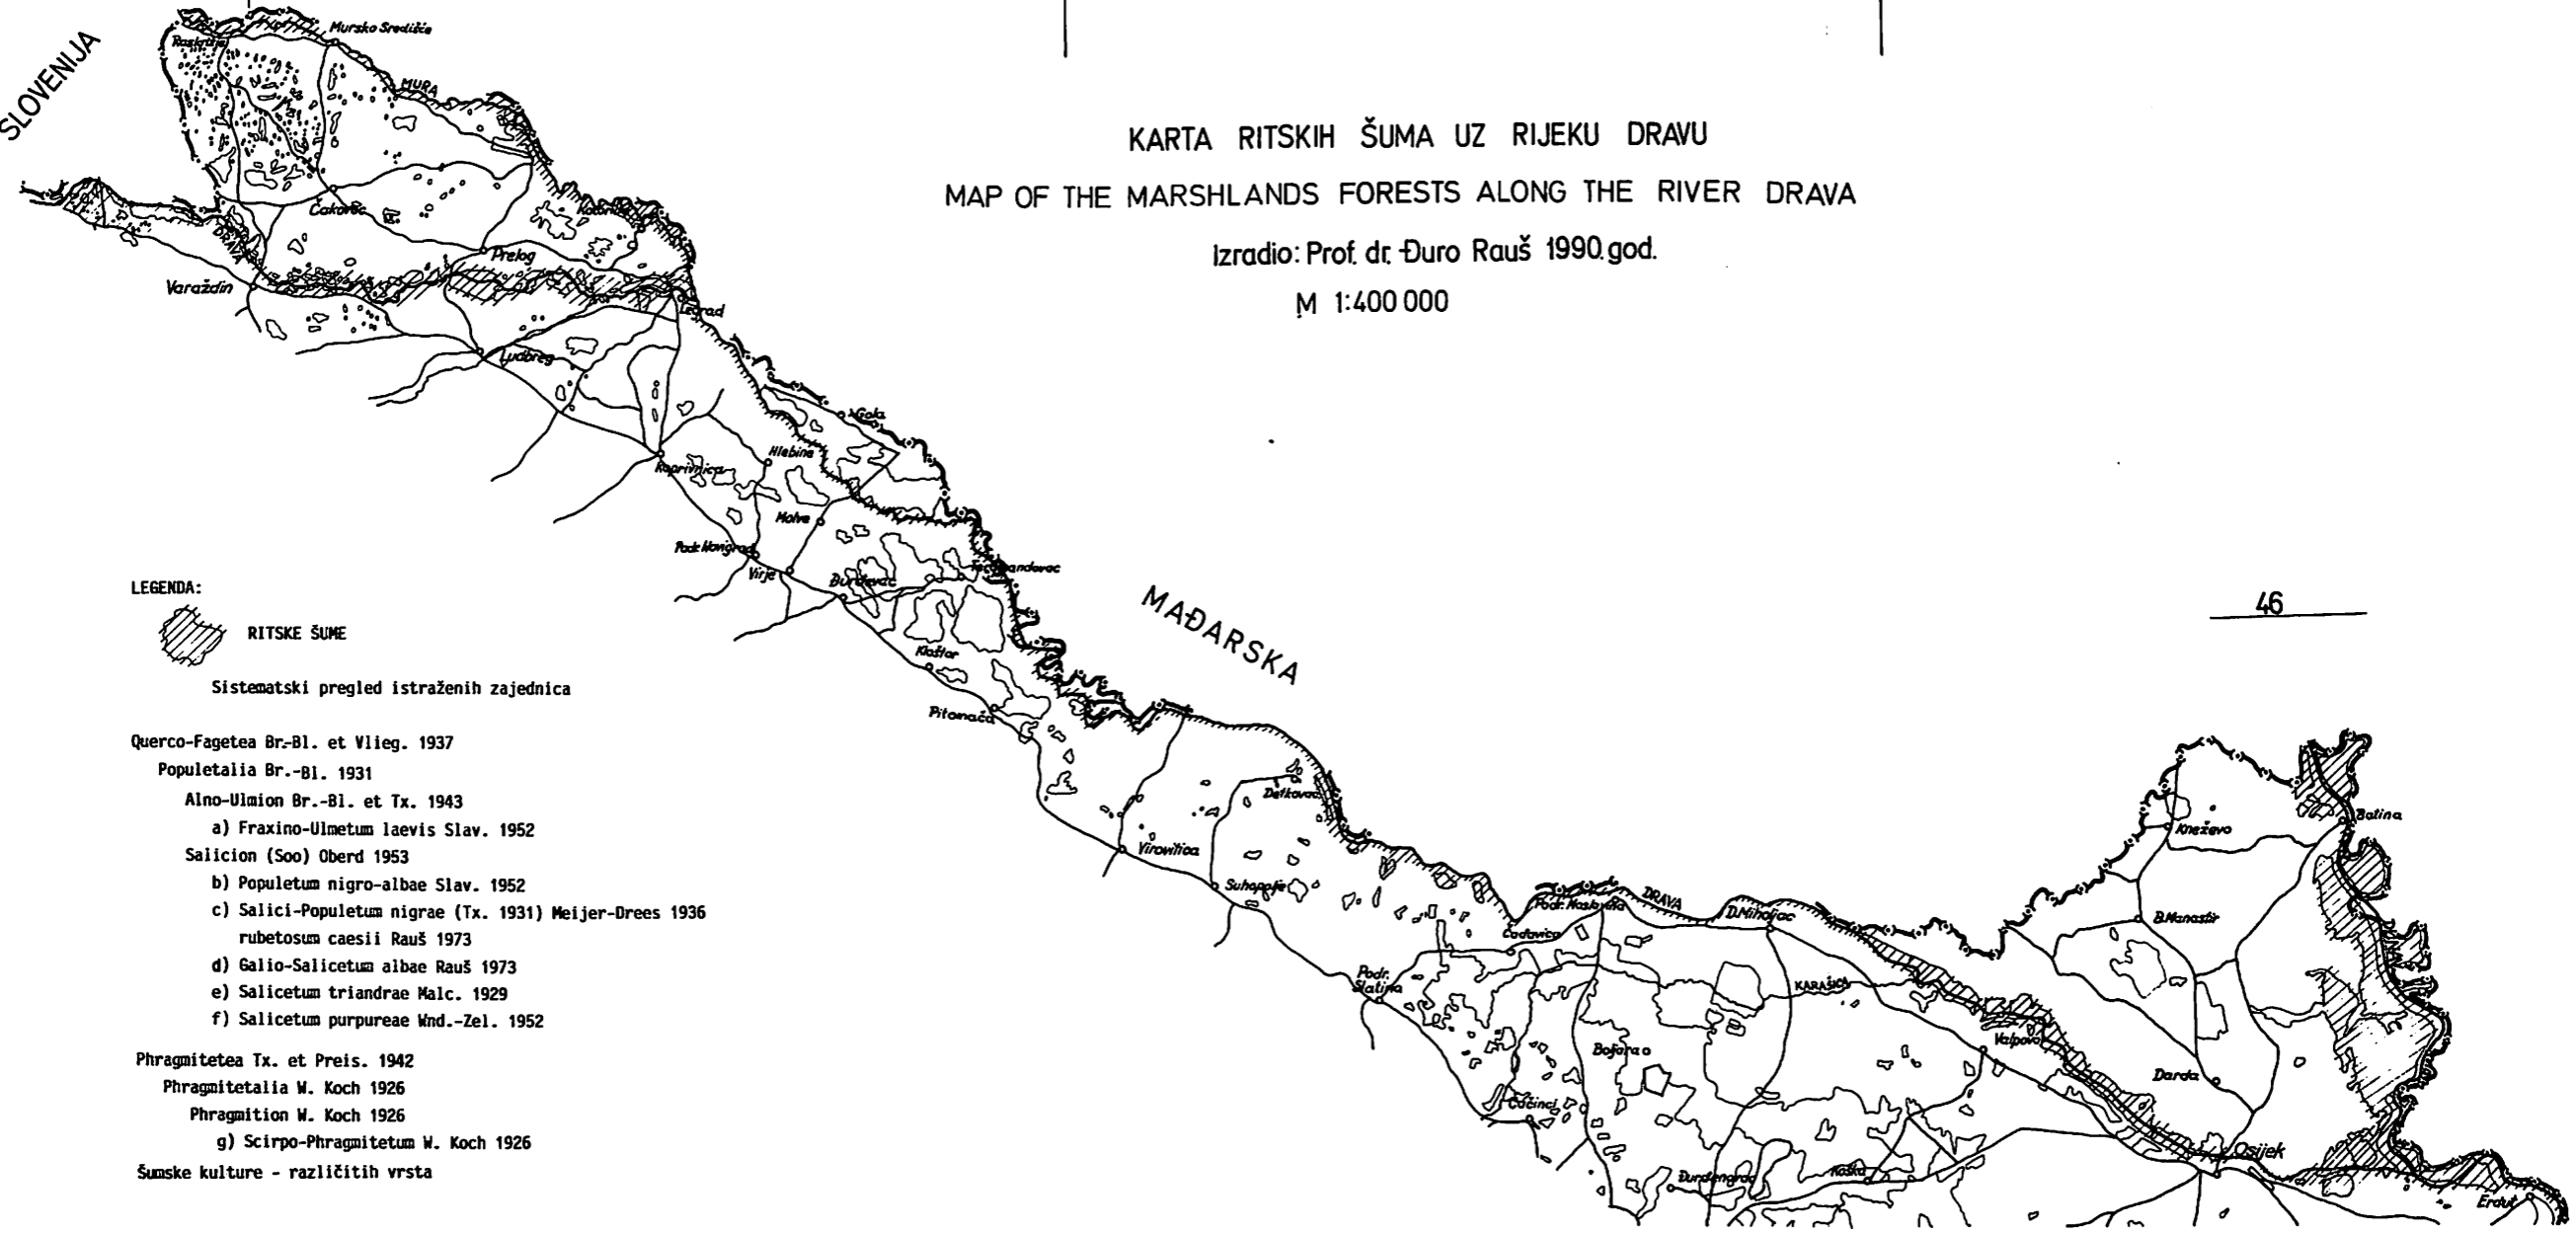 SLOVENIJA
Mursko Središće
MURA
Čakovec
Kotoriba
DRAVA
Prelog
Varaždin
Legrad
Ludbreg
Gola
Hlebine
Koprivnica
Molve
Virje
Đurđevac
Ferdinandovac
Kloštar
Pitomača
KARTA RITSKIH ŠUMA UZ RIJEKU DRAVU
MAP OF THE MARSHLANDS FORESTS ALONG THE RIVER DRAVA
Izradio: Prof. dr. Đuro Rauš 1990.god.
M 1:400 000
MAĐARSKA
46
Detkovac
Virovitica
Suhopolje
Podr. Moslavina
DRAVA
D.Miholjac
Čađavica
Podr.
Slatina
KARAŠICA
Valpovo
Čačinci
Koška
Kneževo
Batina
B.Manastir
DUNAV
Darda
Osijek
Erdut
LEGENDA:
RITSKE ŠUME
Sistematski pregled istraženih zajednica
Querco-Fagetea Br.-Bl. et Vlieg. 1937
Populetalia Br.-Bl. 1931
Alno-Ulmion Br.-Bl. et Tx. 1943
a) Fraxino-Ulmetum laevis Slav. 1952
Salicion (Soo) Oberd 1953
b) Populetum nigro-albae Slav. 1952
c) Salici-Populetum nigrae (Tx. 1931) Meijer-Drees 1936
rubetosum caesii Rauš 1973
d) Galio-Salicetum albae Rauš 1973
e) Salicetum triandrae Malc. 1929
f) Salicetum purpureae Wnd.-Zel. 1952
Phragmitetea Tx. et Preis. 1942
Phragmitetalia W. Koch 1926
Phragmition W. Koch 1926
g) Scirpo-Phragmitetum W. Koch 1926
Šumske kulture - različitih vrsta